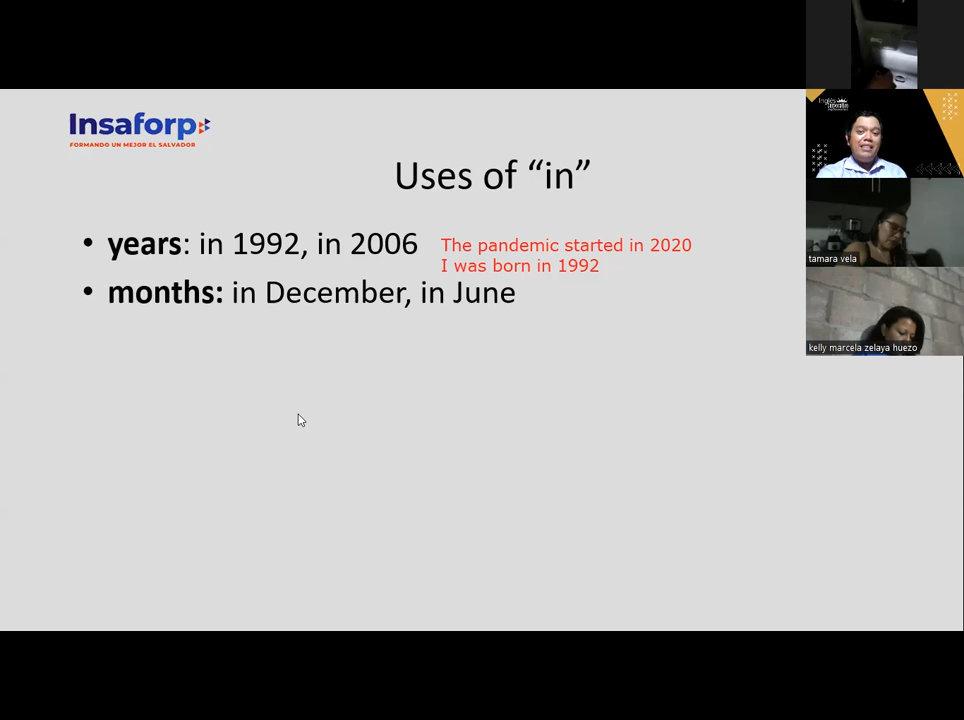 Insaforp
FORMANDO UN MEJOR EL SALVADOR
Uses of “in”
• years: in 1992, in 2006
The pandemic started in 2020
I was born in 1992
• months: in December, in June
Inglés
tamara vela
kelly marcela zelaya huezo